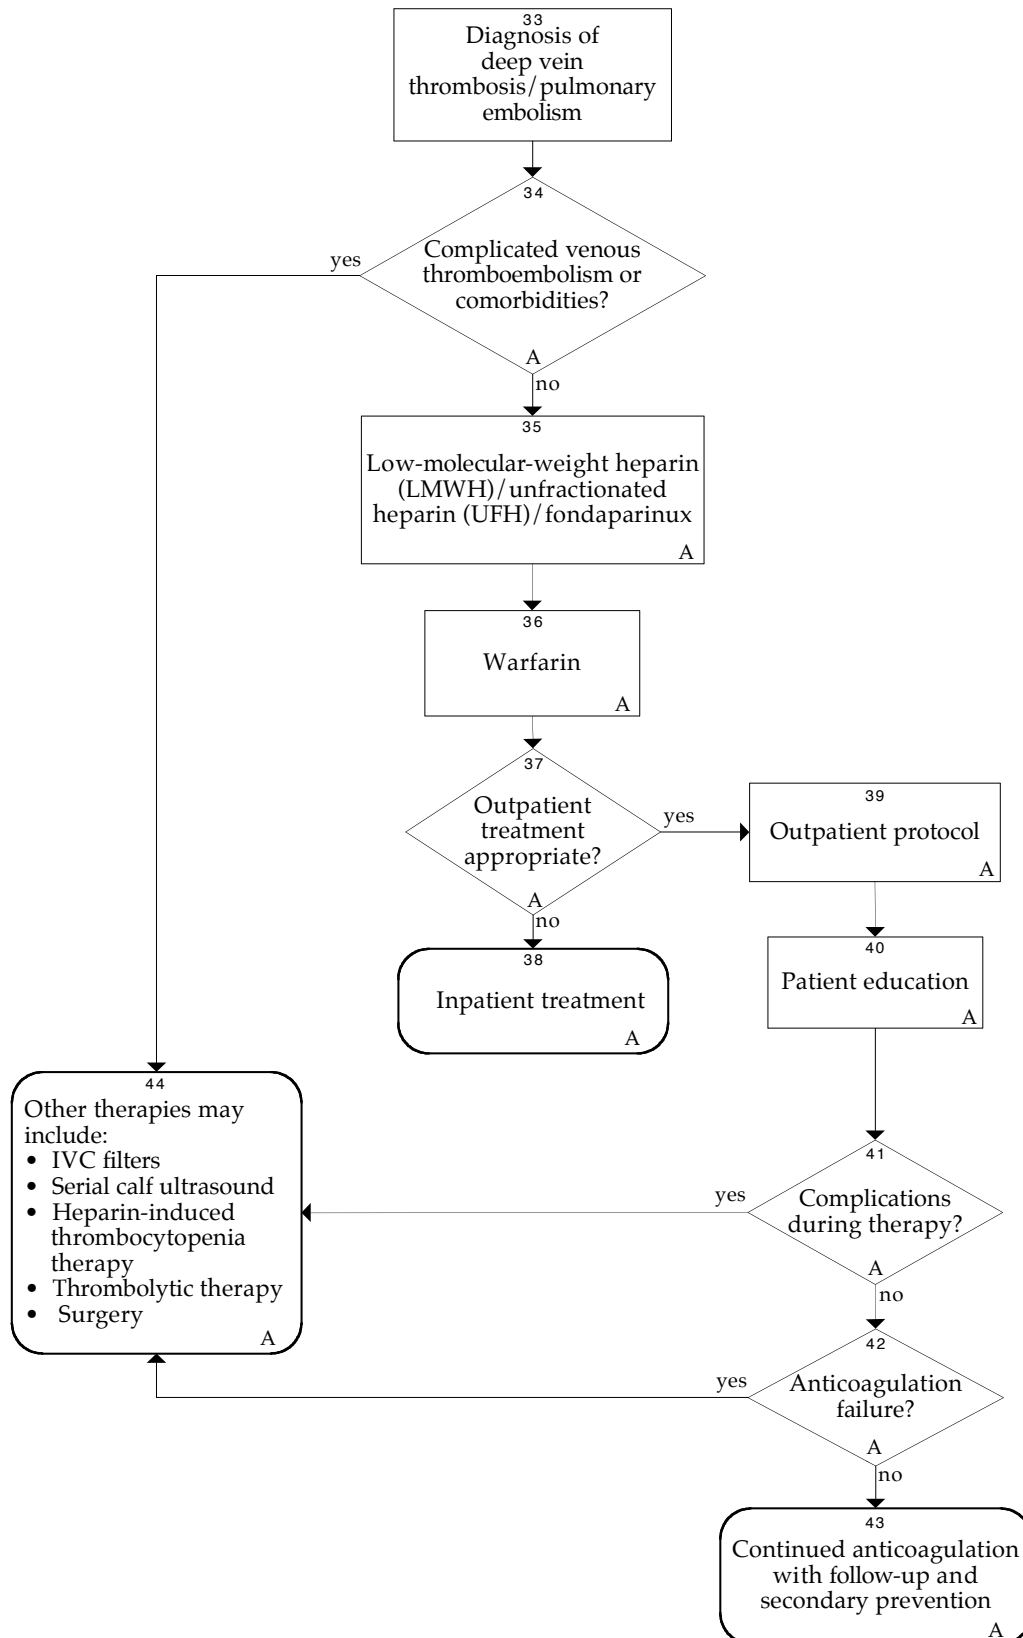 33
Diagnosis of
deep vein
thrombosis/pulmonary
embolism
34
Complicated venous
thromboembolism or
comorbidities?
A
yes
no
35
Low-molecular-weight heparin
(LMWH)/unfractionated
heparin (UFH)/fondaparinux
A
36
Warfarin
A
37
Outpatient
treatment
appropriate?
A
yes
no
38
Inpatient treatment
A
39
Outpatient protocol
A
40
Patient education
A
41
Complications
during therapy?
A
yes
no
42
Anticoagulation
failure?
A
yes
no
43
Continued anticoagulation
with follow-up and
secondary prevention
A
44
Other therapies may
include:
• IVC filters
• Serial calf ultrasound
• Heparin-induced
thrombocytopenia
therapy
• Thrombolytic therapy
• Surgery
A